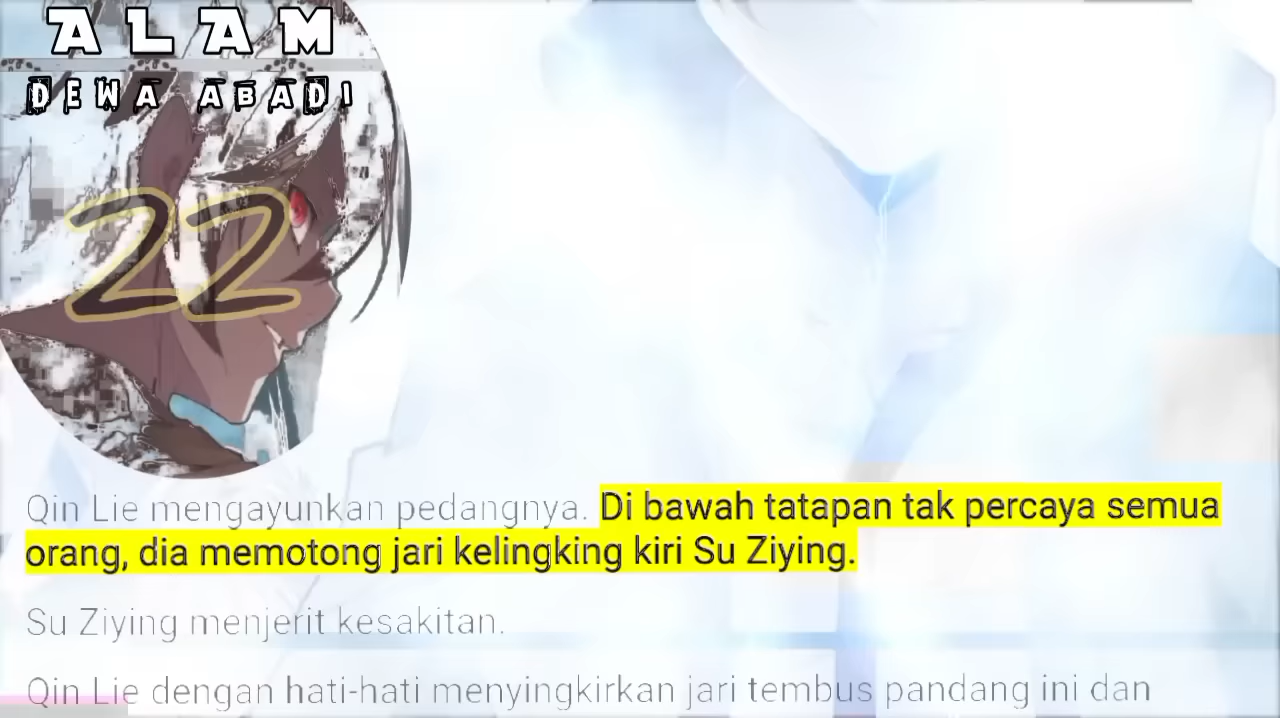 ALAM
DEWA ABADI
22
Qin Lie mengayunkan pedangnya. Di bawah tatapan tak percaya semua
orang, dia memotong jari kelingking kiri Su Ziying.
Su Ziying menjerit kesakitan.
Qin Lie dengan hati-hati menyingkirkan jari tembus pandang ini dan